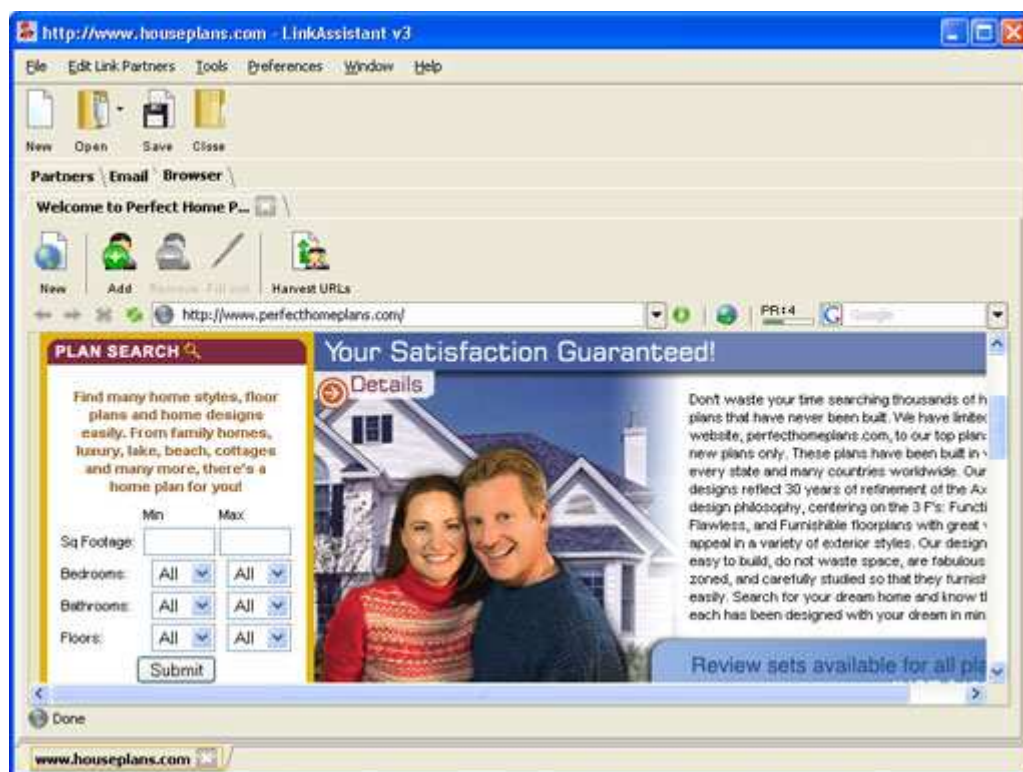 http://www.houseplans.com - LinkAssistant v3
File Edit Link Partners Tools Preferences Window Help
New Open Save Close
Partners Email Browser
Welcome to Perfect Home P...
New Add Remove Fill out Harvest URLs
http://www.perfecthomeplans.com/ PR:4 G Google
PLAN SEARCH
Find many home styles, floor
plans and home designs
easily. From family homes,
luxury, lake, beach, cottages
and many more, there's a
home plan for you!
Min Max
Sq Footage:
Bedrooms: All All
Bathrooms: All All
Floors: All All
Submit
Your Satisfaction Guaranteed!
Details
Don't waste your time searching thousands of h
plans that have never been built. We have limited
website, perfecthomeplans.com, to our top plan
new plans only. These plans have been built in
every state and many countries worldwide. Our
designs reflect 30 years of refinement of the Ax
design philosophy, centering on the 3 F's: Functi
Flawless, and Furnishible floorplans with great
appeal in a variety of exterior styles. Our design
easy to build, do not waste space, are fabulous
zoned, and carefully studied so that they furnish
easily. Search for your dream home and know t
each has been designed with your dream in min
Review sets available for all pla
Done
www.houseplans.com